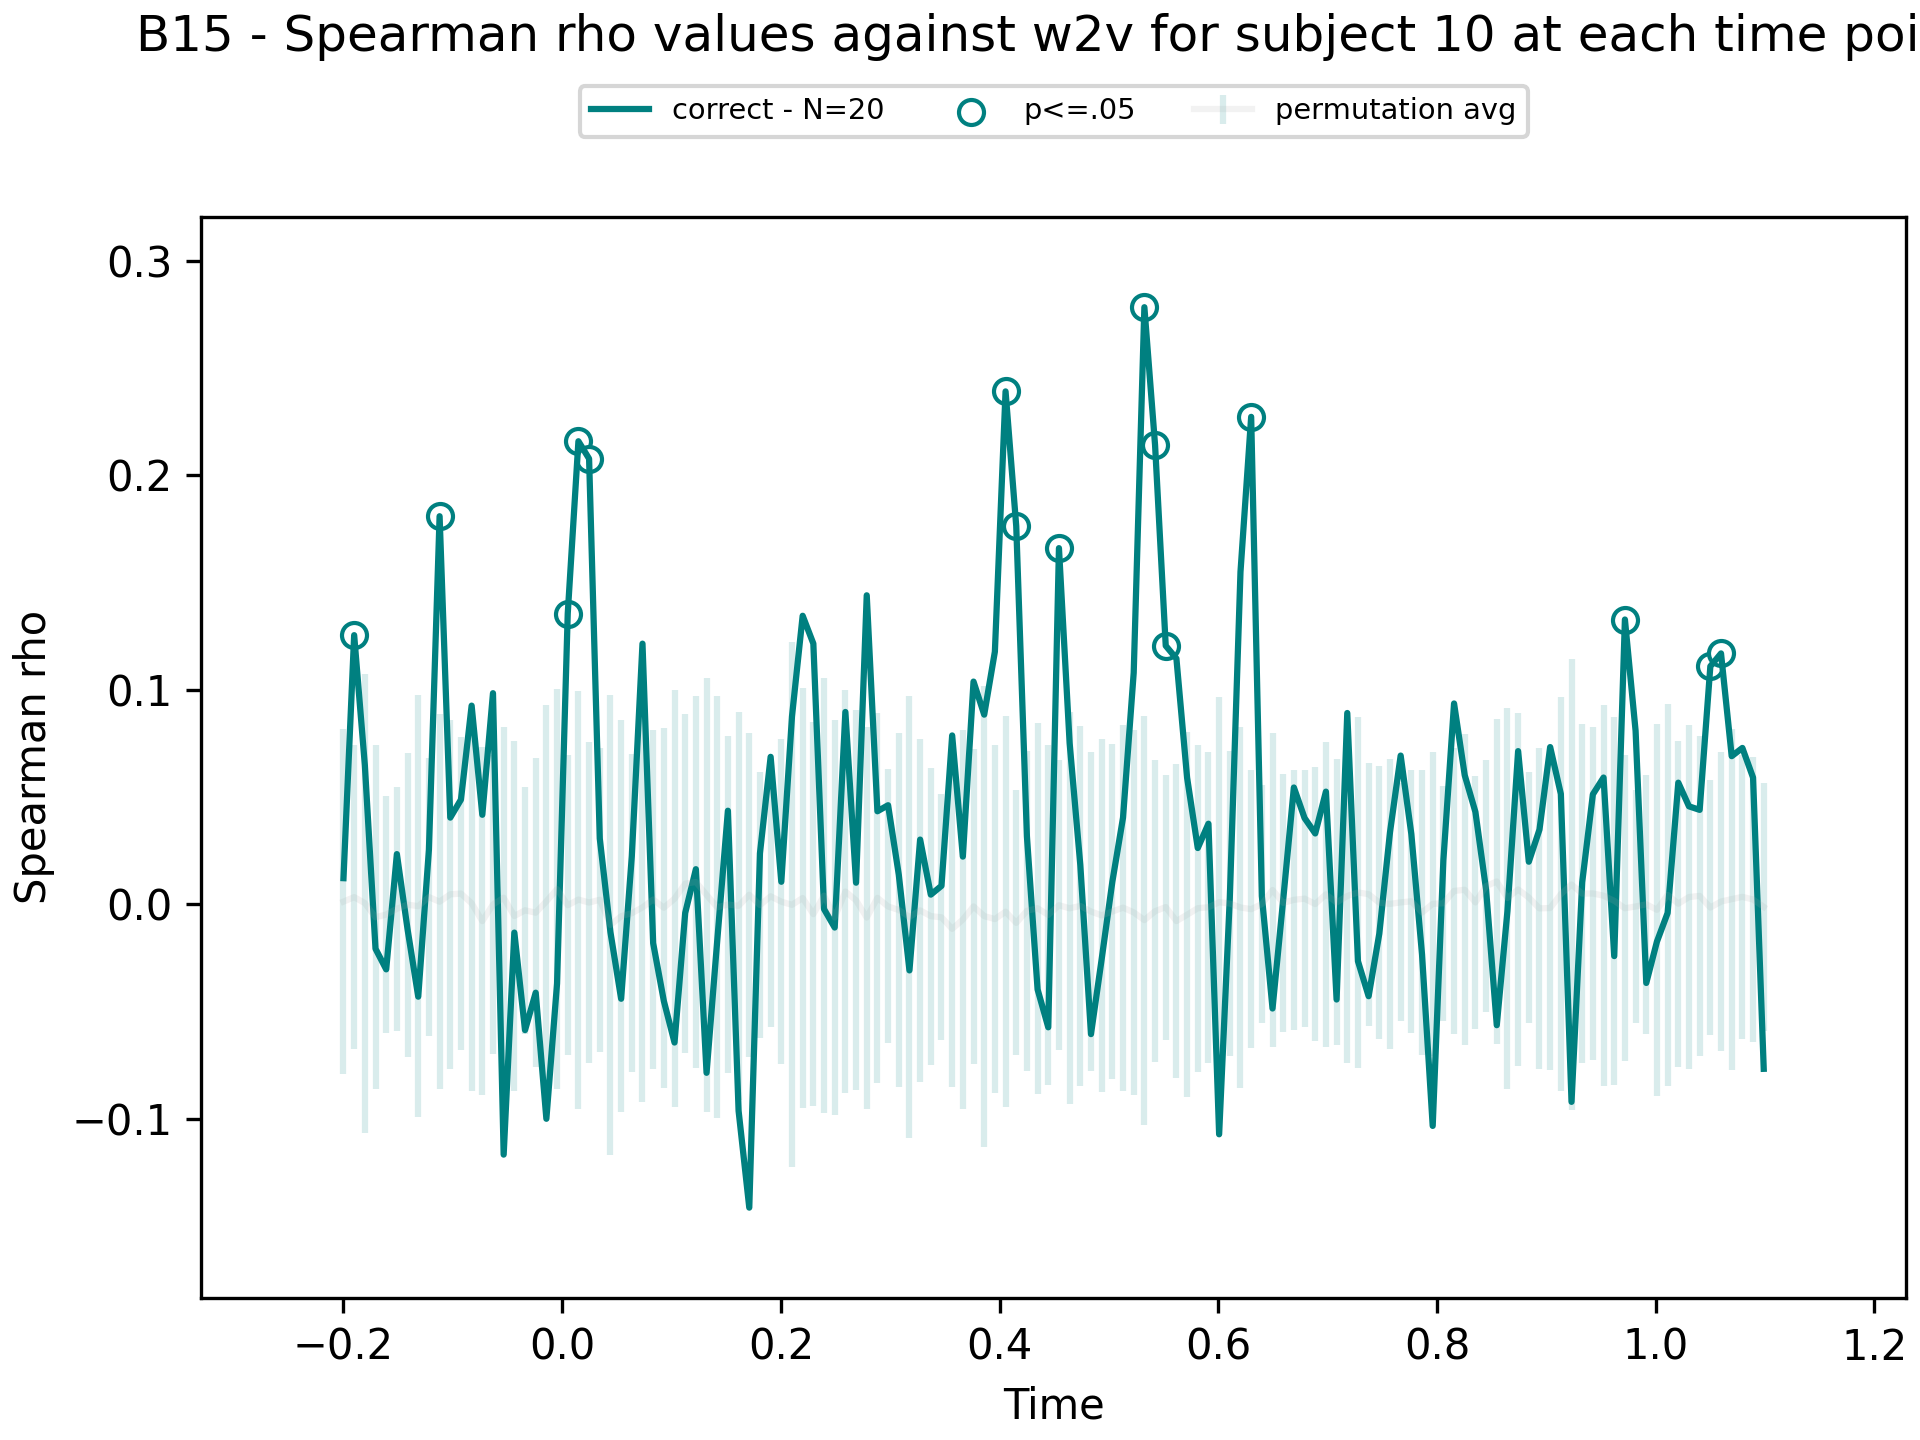 B15 - Spearman rho values against w2v for subject 10 at each time poi
correct - N=20 p<=.05 permutation avg
0.3
0.2
0.1
0.0
−0.1
Spearman rho
−0.2 0.0 0.2 0.4 0.6 0.8 1.0 1.2
Time